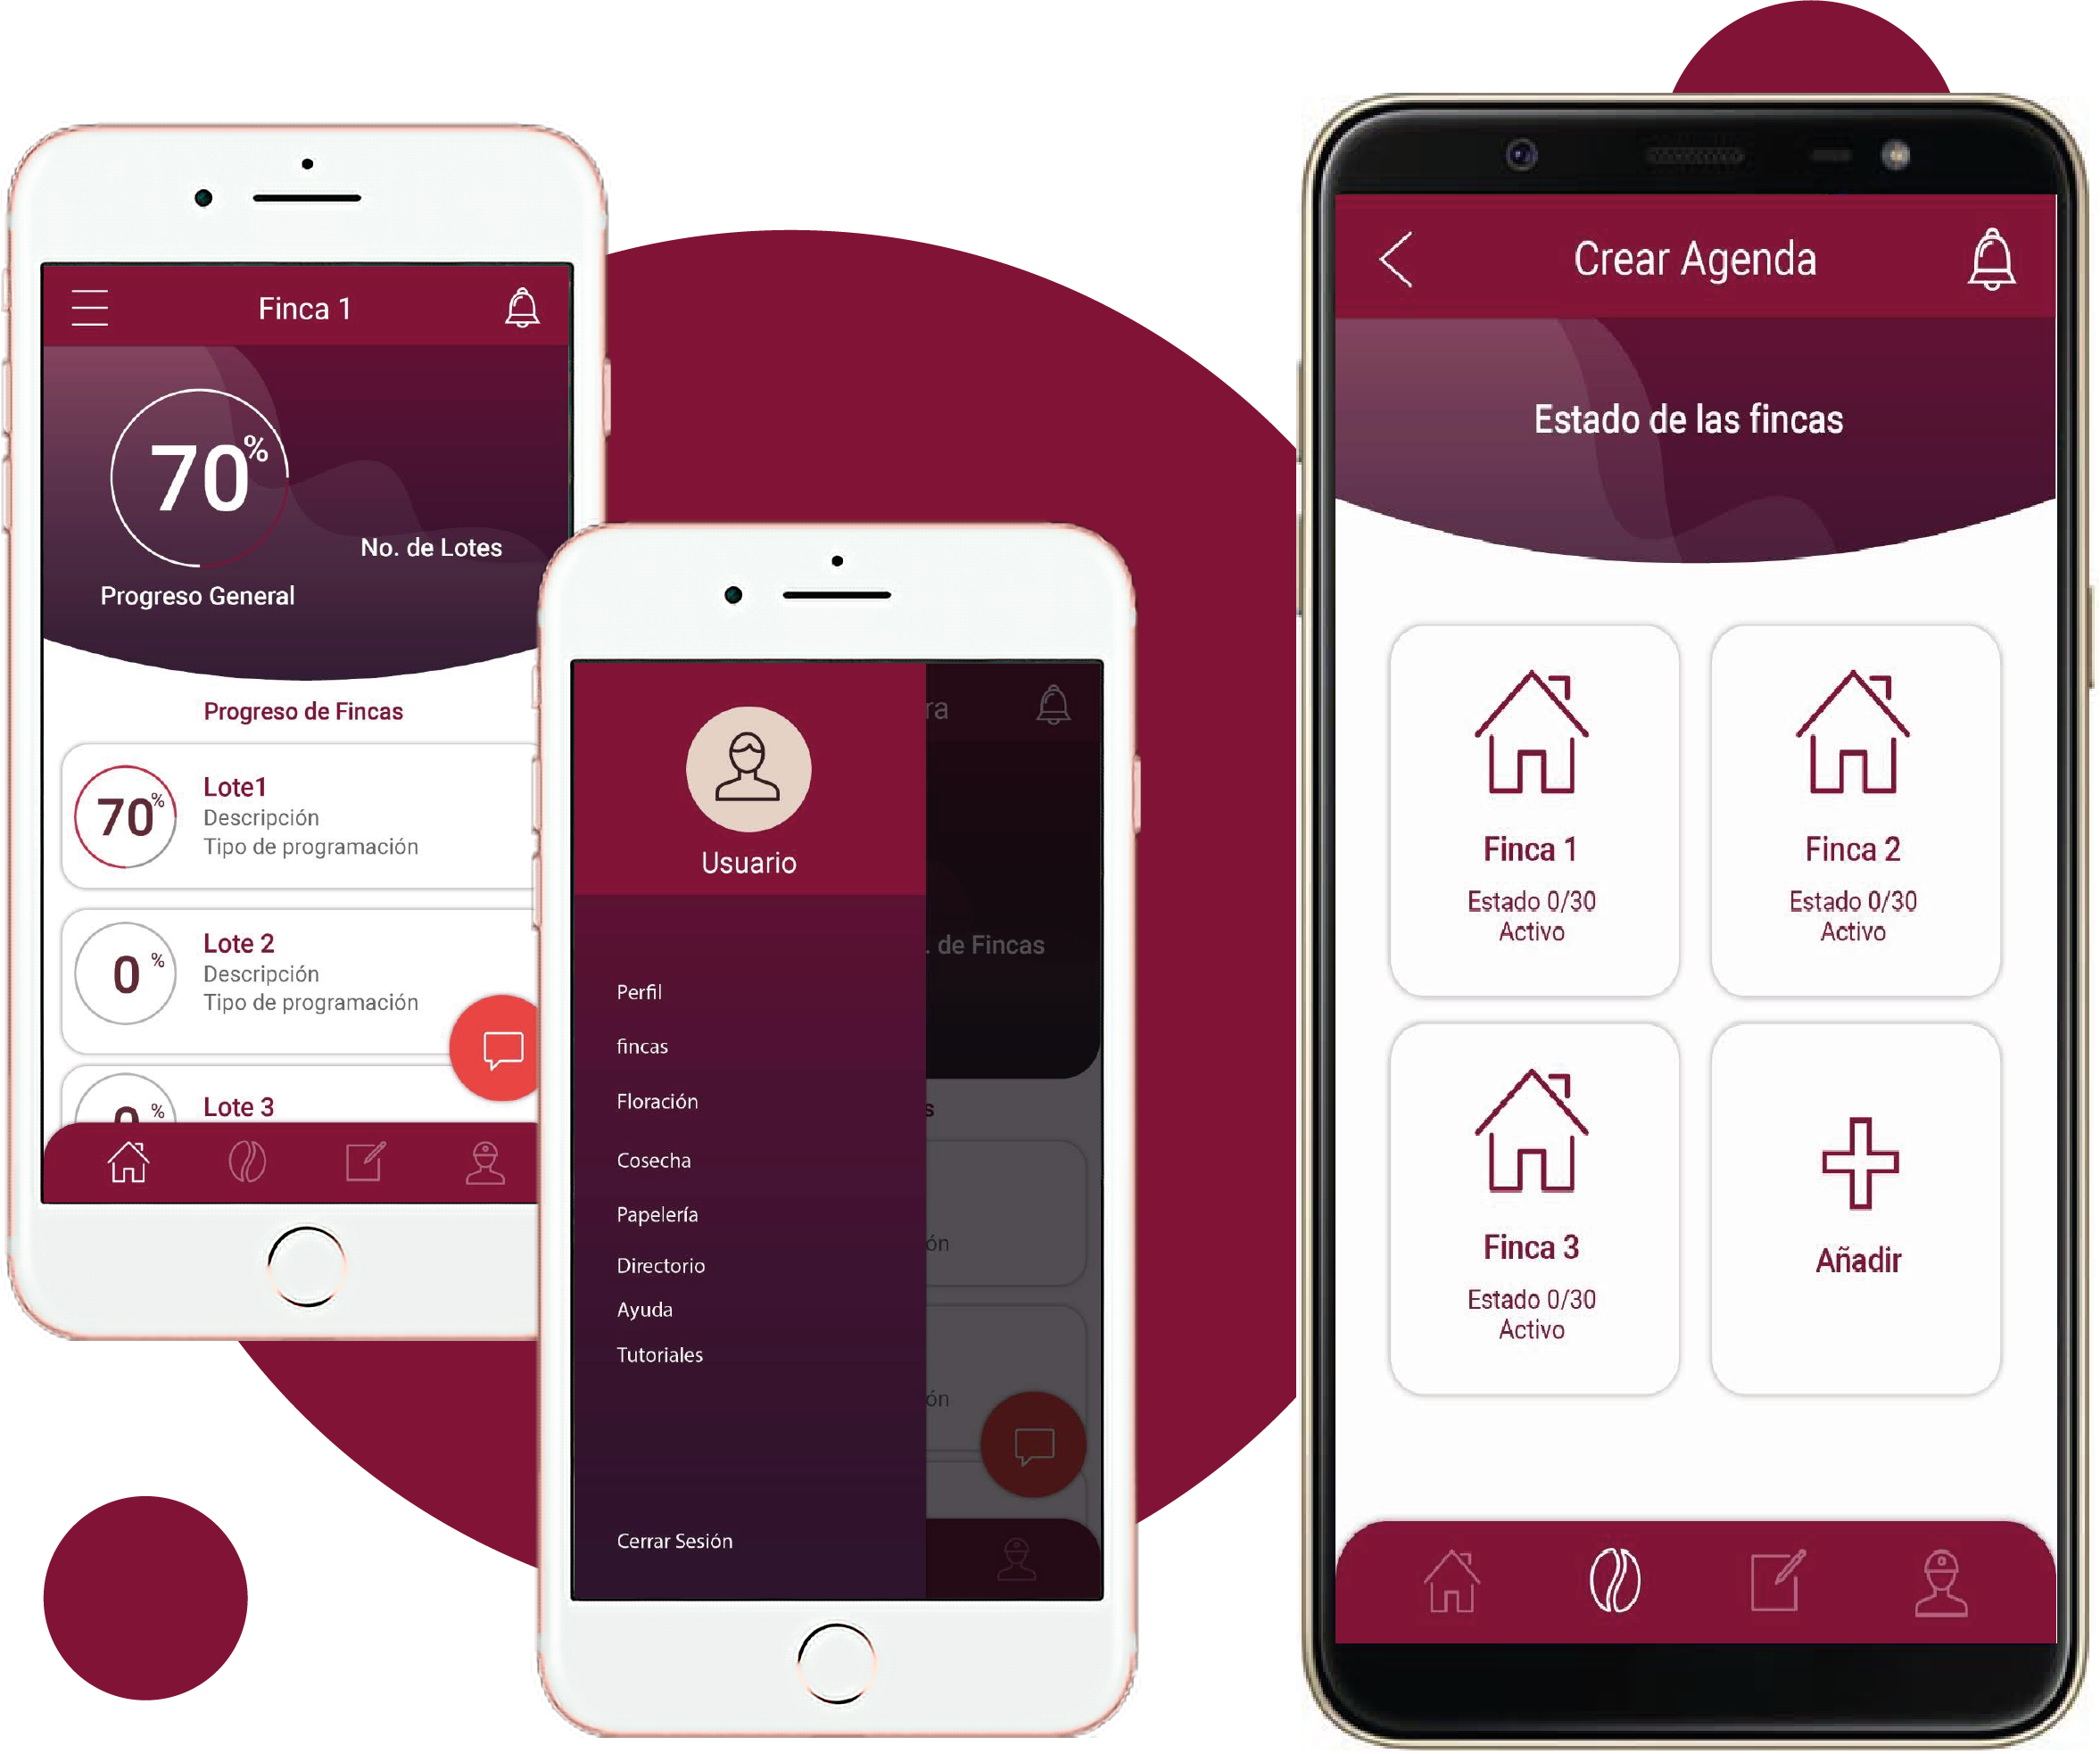 Finca 1
70%
No. de Lotes
Progreso General
Progreso de Fincas
70%
Lote1
Descripción
Tipo de programación
0 %
Lote 2
Descripción
Tipo de programación
0 %
Lote 3
ra
Usuario
. de Fincas
Perfil
fincas
Floración
s
Cosecha
Papelería
ón
Directorio
Ayuda
Tutoriales
ón
Cerrar Sesión
Crear Agenda
Estado de las fincas
Finca 1
Estado 0/30
Activo
Finca 2
Estado 0/30
Activo
Finca 3
Estado 0/30
Activo
Añadir